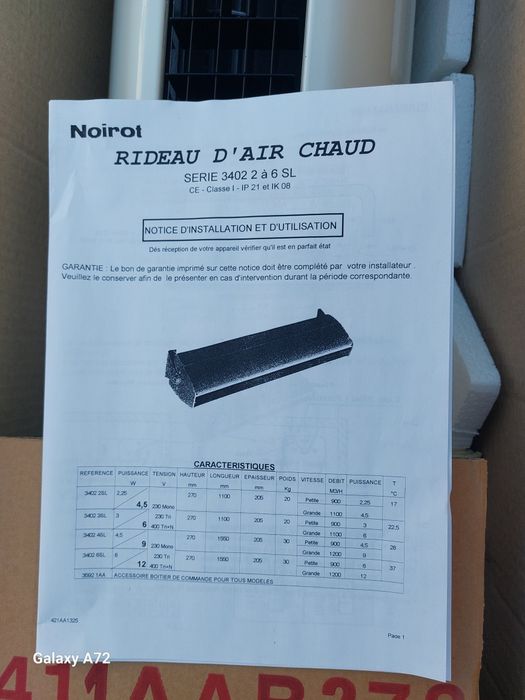 Noirot
RIDEAU D'AIR CHAUD
SERIE 3402 2 à 6 SL
CE - Classe I - IP 21 et IK 08
NOTICE D'INSTALLATION ET D'UTILISATION
Dés réception de votre appareil vérifier qu'il est en parfait état
GARANTIE : Le bon de garantie imprimé sur cette notice doit être complété par votre installateur .
Veuillez le conserver afin de le présenter en cas d'intervention durant la période correspondante.
CARACTERISTIQUES
REFERENCE PUISSANCE TENSION HAUTEUR LONGUEUR EPAISSEUR POIDS VITESSE DEBIT PUISSANCE T
W V mm mm mm Kg M3/H °C
3402 2SL 2,25 270 1100 205 20 Petite 900 2,25 17
4,5 230 Mono Grande 1100 4,5
3402 3SL 3 230 Tri 270 1100 205 20 Petite 900 3 22,5
6 400 Tri+N Grande 1100 6
3402 4SL 4,5 270 1550 205 30 Petite 900 4,5 26
9 230 Mono Grande 1200 9
3402 6SL 6 230 Tri 270 1550 205 30 Petite 900 6 37
12 400 Tri+N Grande 1200 12
3692 1AA ACCESSOIRE BOITIER DE COMMANDE POUR TOUS MODELES
421AA1325
Page 1
Galaxy A72